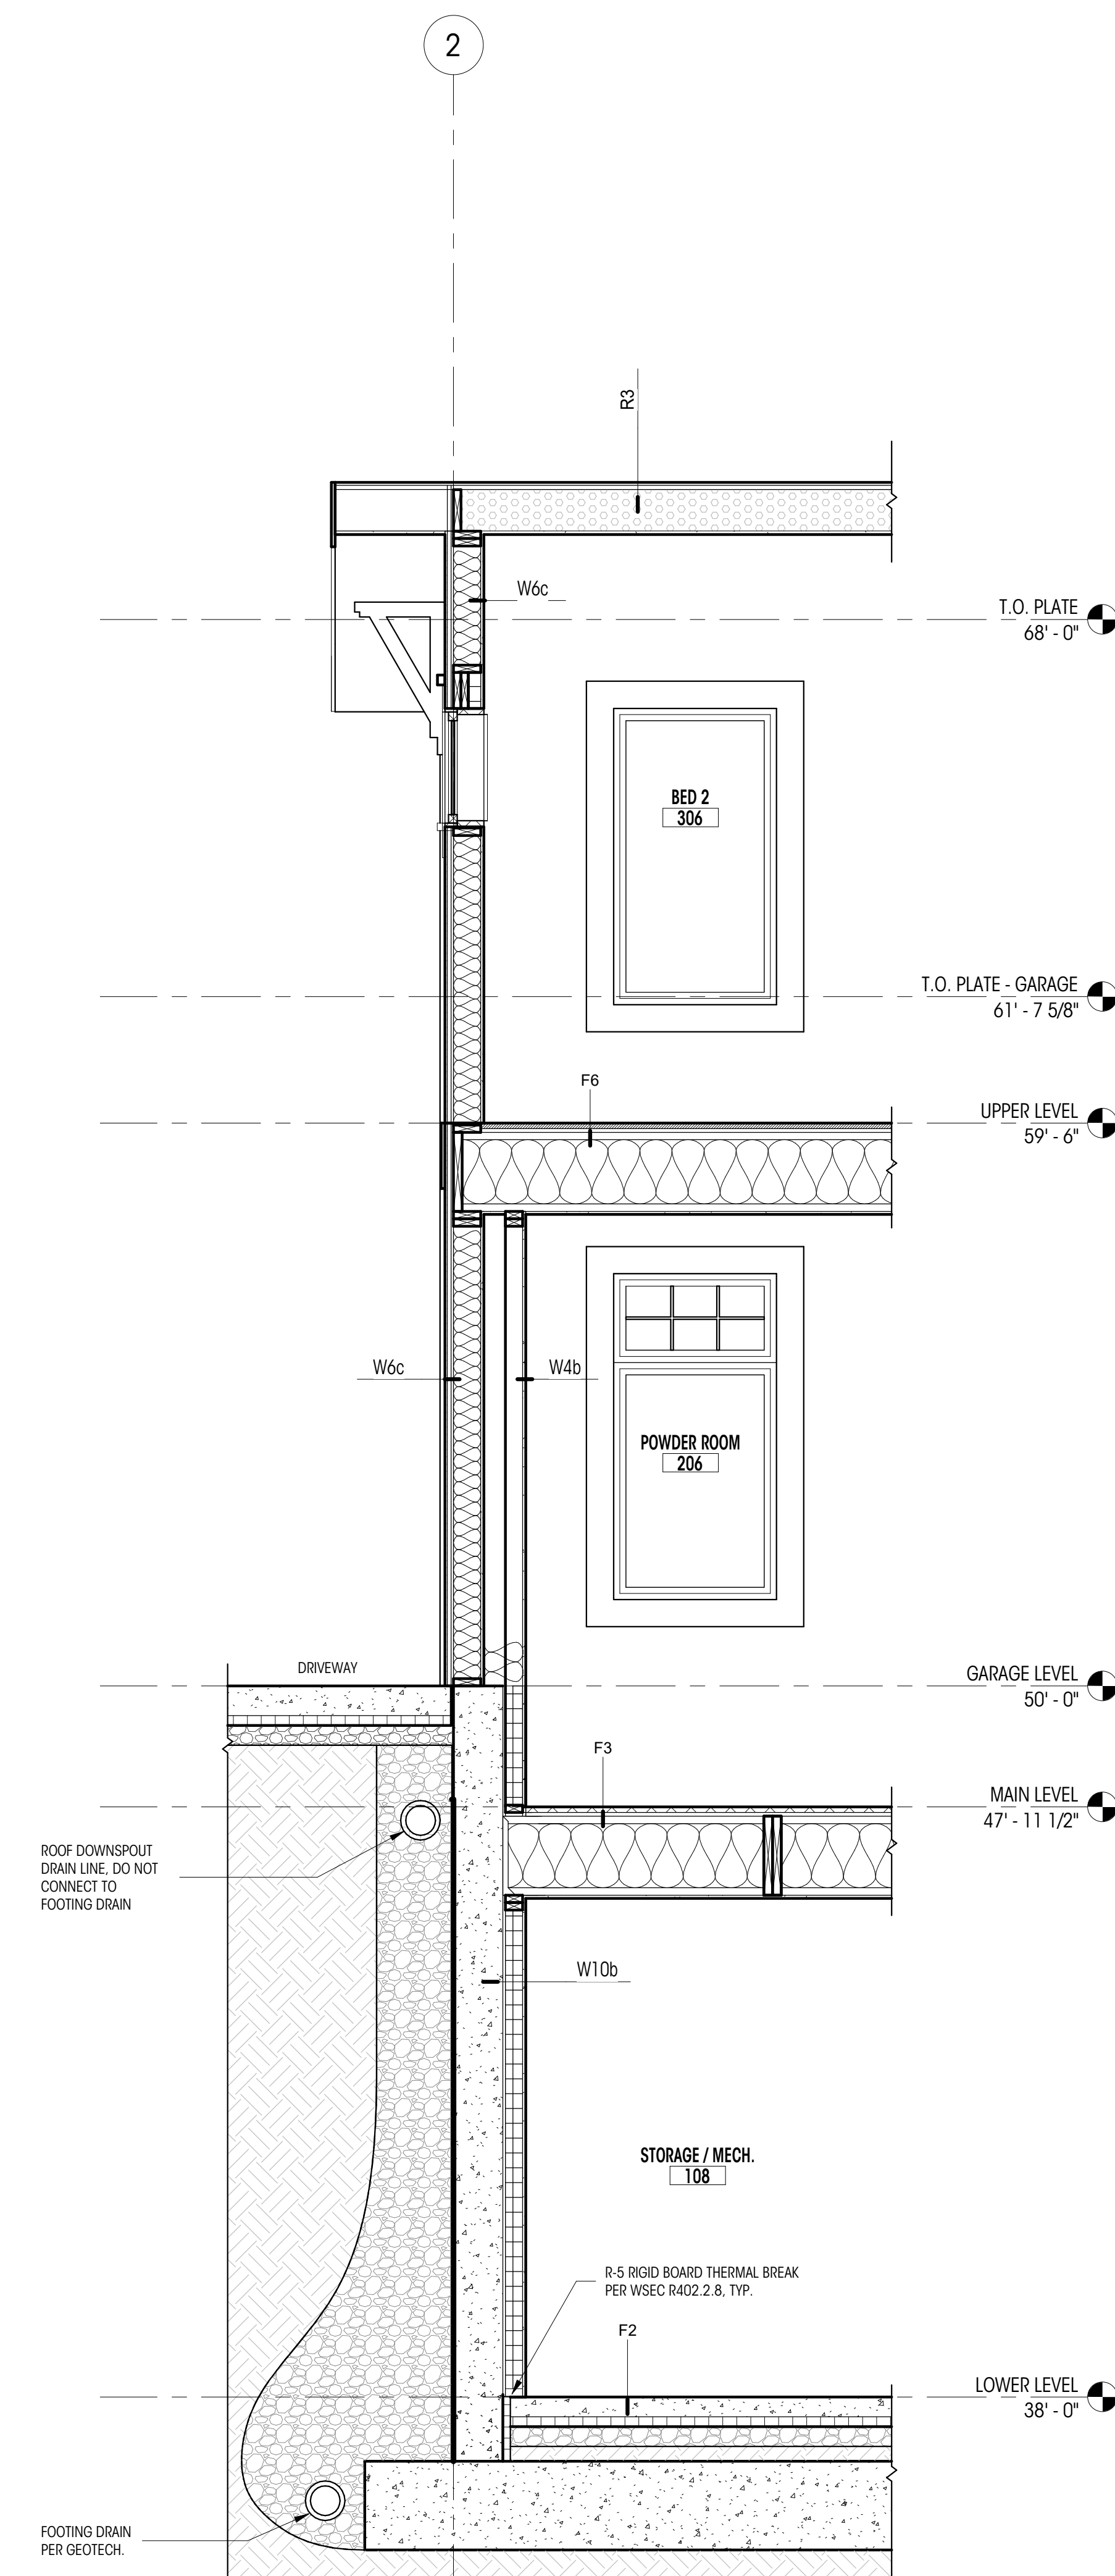 2
R3
W6c
T.O. PLATE
68' - 0"
BED 2
306
T.O. PLATE - GARAGE
61' - 7 5/8"
F6
UPPER LEVEL
59' - 6"
W6c
W4b
POWDER ROOM
206
DRIVEWAY
GARAGE LEVEL
50' - 0"
F3
MAIN LEVEL
47' - 11 1/2"
ROOF DOWNSPOUT
DRAIN LINE, DO NOT
CONNECT TO
FOOTING DRAIN
W10b
STORAGE / MECH.
108
R-5 RIGID BOARD THERMAL BREAK
PER WSEC R402.2.8, TYP.
F2
LOWER LEVEL
38' - 0"
FOOTING DRAIN
PER GEOTECH.